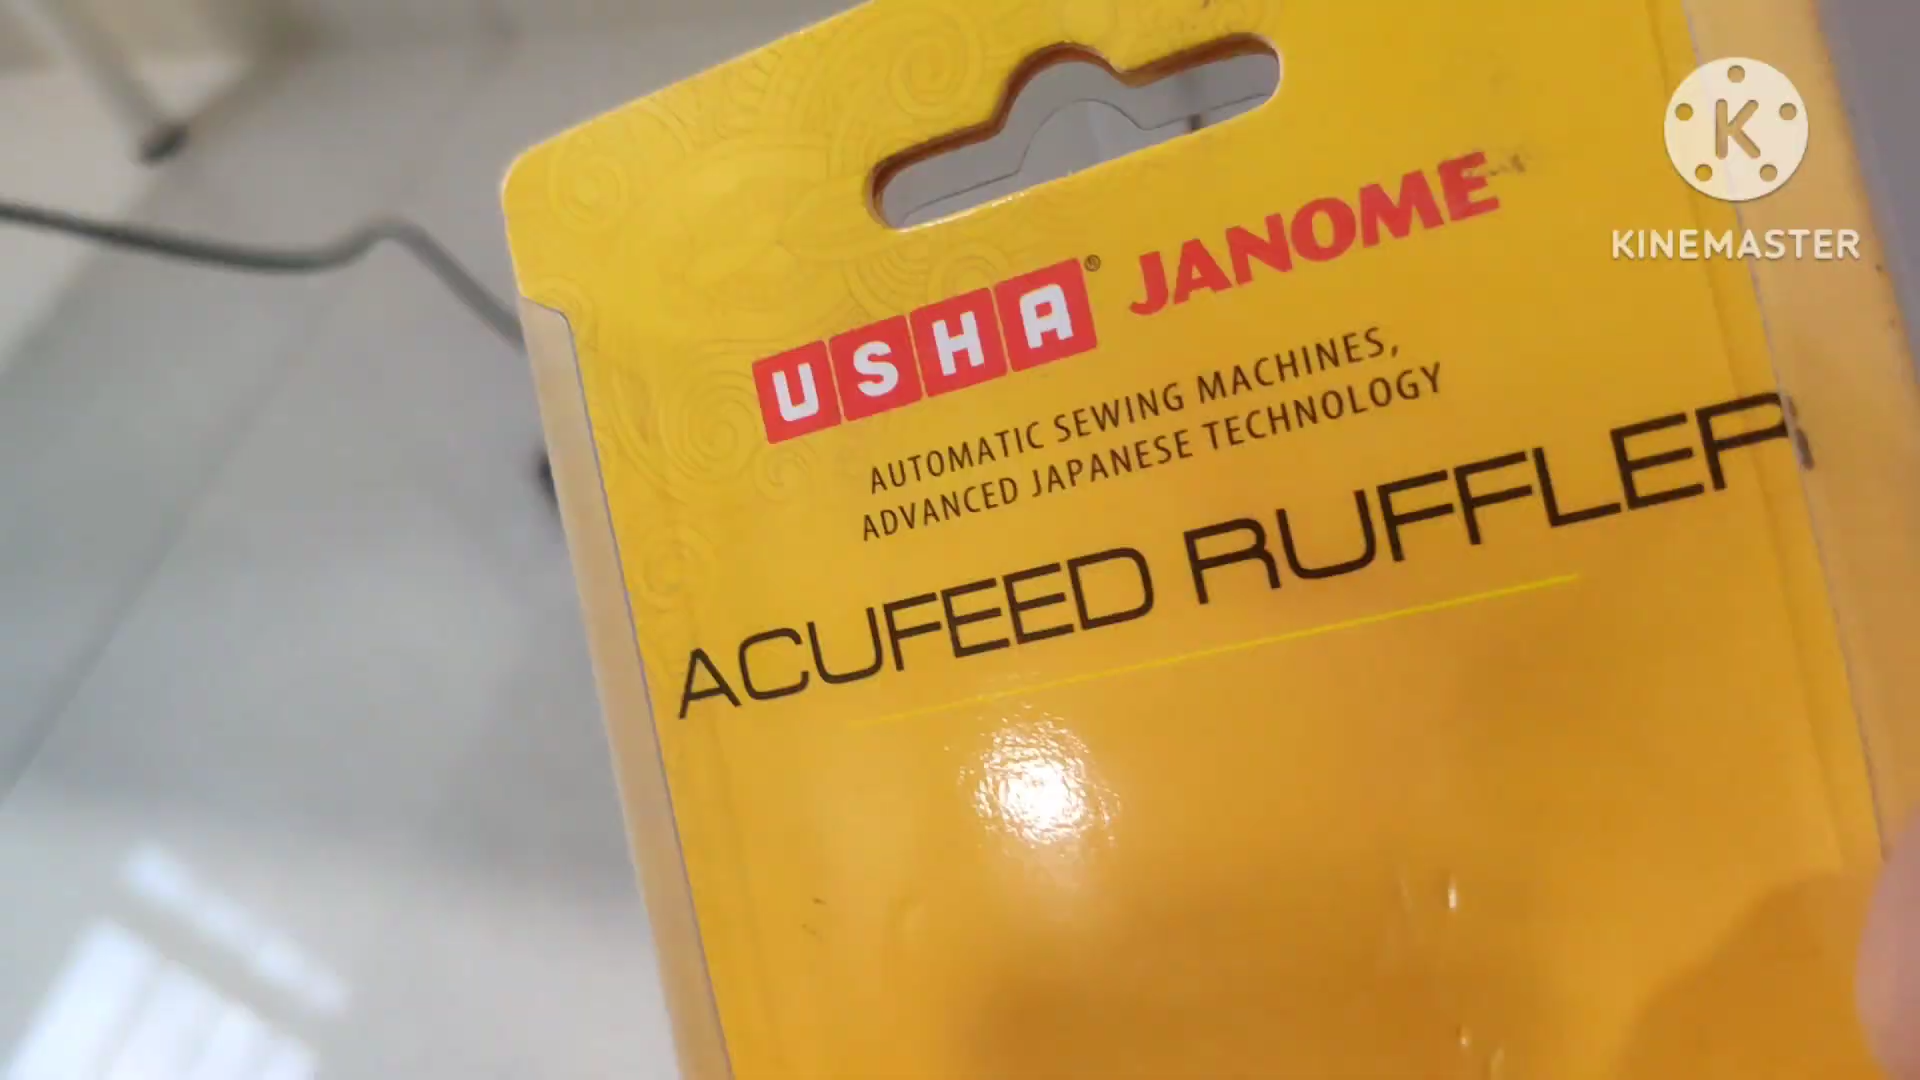 USHA® JANOME
AUTOMATIC SEWING MACHINES,
ADVANCED JAPANESE TECHNOLOGY
ACUFEED RUFFLER
K
KINEMASTER